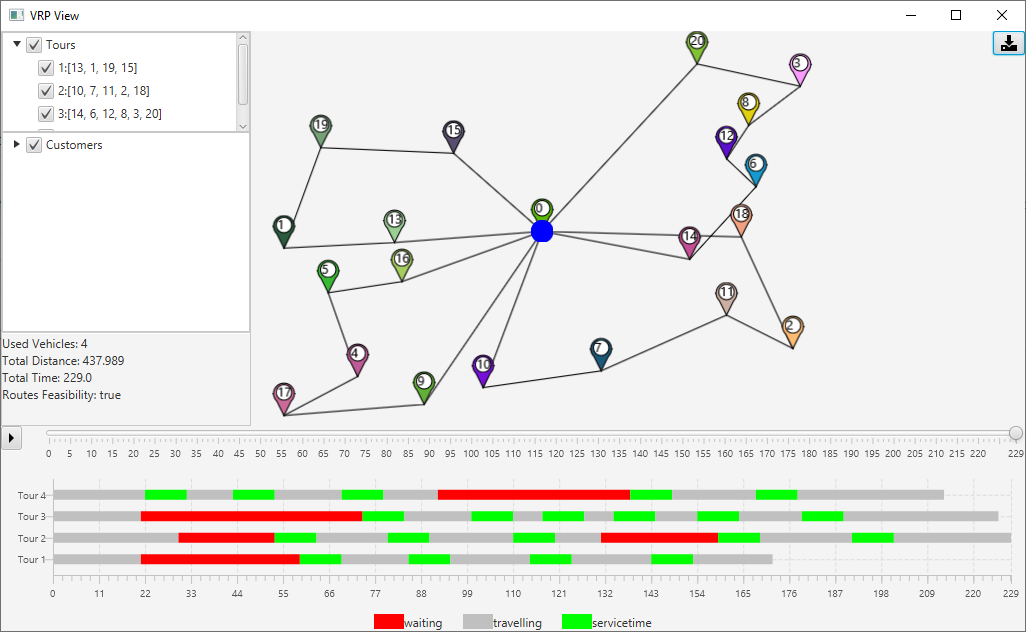 VRP View
Tours
1:[13, 1, 19, 15]
2:[10, 7, 11, 2, 18]
3:[14, 6, 12, 8, 3, 20]
Customers
Used Vehicles: 4
Total Distance: 437.989
Total Time: 229.0
Routes Feasibility: true
20
3
8
19
15
12
6
0
18
13
1
14
16
5
11
2
7
4
10
9
17
0 5 10 15 20 25 30 35 40 45 50 55 60 65 70 75 80 85 90 95 100 105 110 115 120 125 130 135 140 145 150 155 160 165 170 175 180 185 190 195 200 205 210 215 220 229
Tour 4
Tour 3
Tour 2
Tour 1
0 11 22 33 44 55 66 77 88 99 110 121 132 143 154 165 176 187 198 209 220 229
waiting travelling servicetime